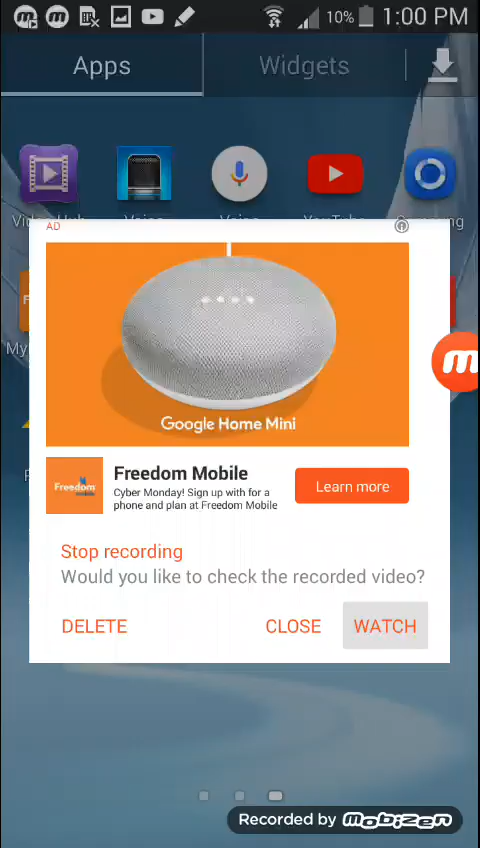 10% 1:00 PM
Apps
Widgets
Voice
YouTube
AD
Google Home Mini
Freedom
Freedom Mobile
Cyber Monday! Sign up with for a
phone and plan at Freedom Mobile
Learn more
Stop recording
Would you like to check the recorded video?
DELETE
CLOSE
WATCH
Recorded by mobizen